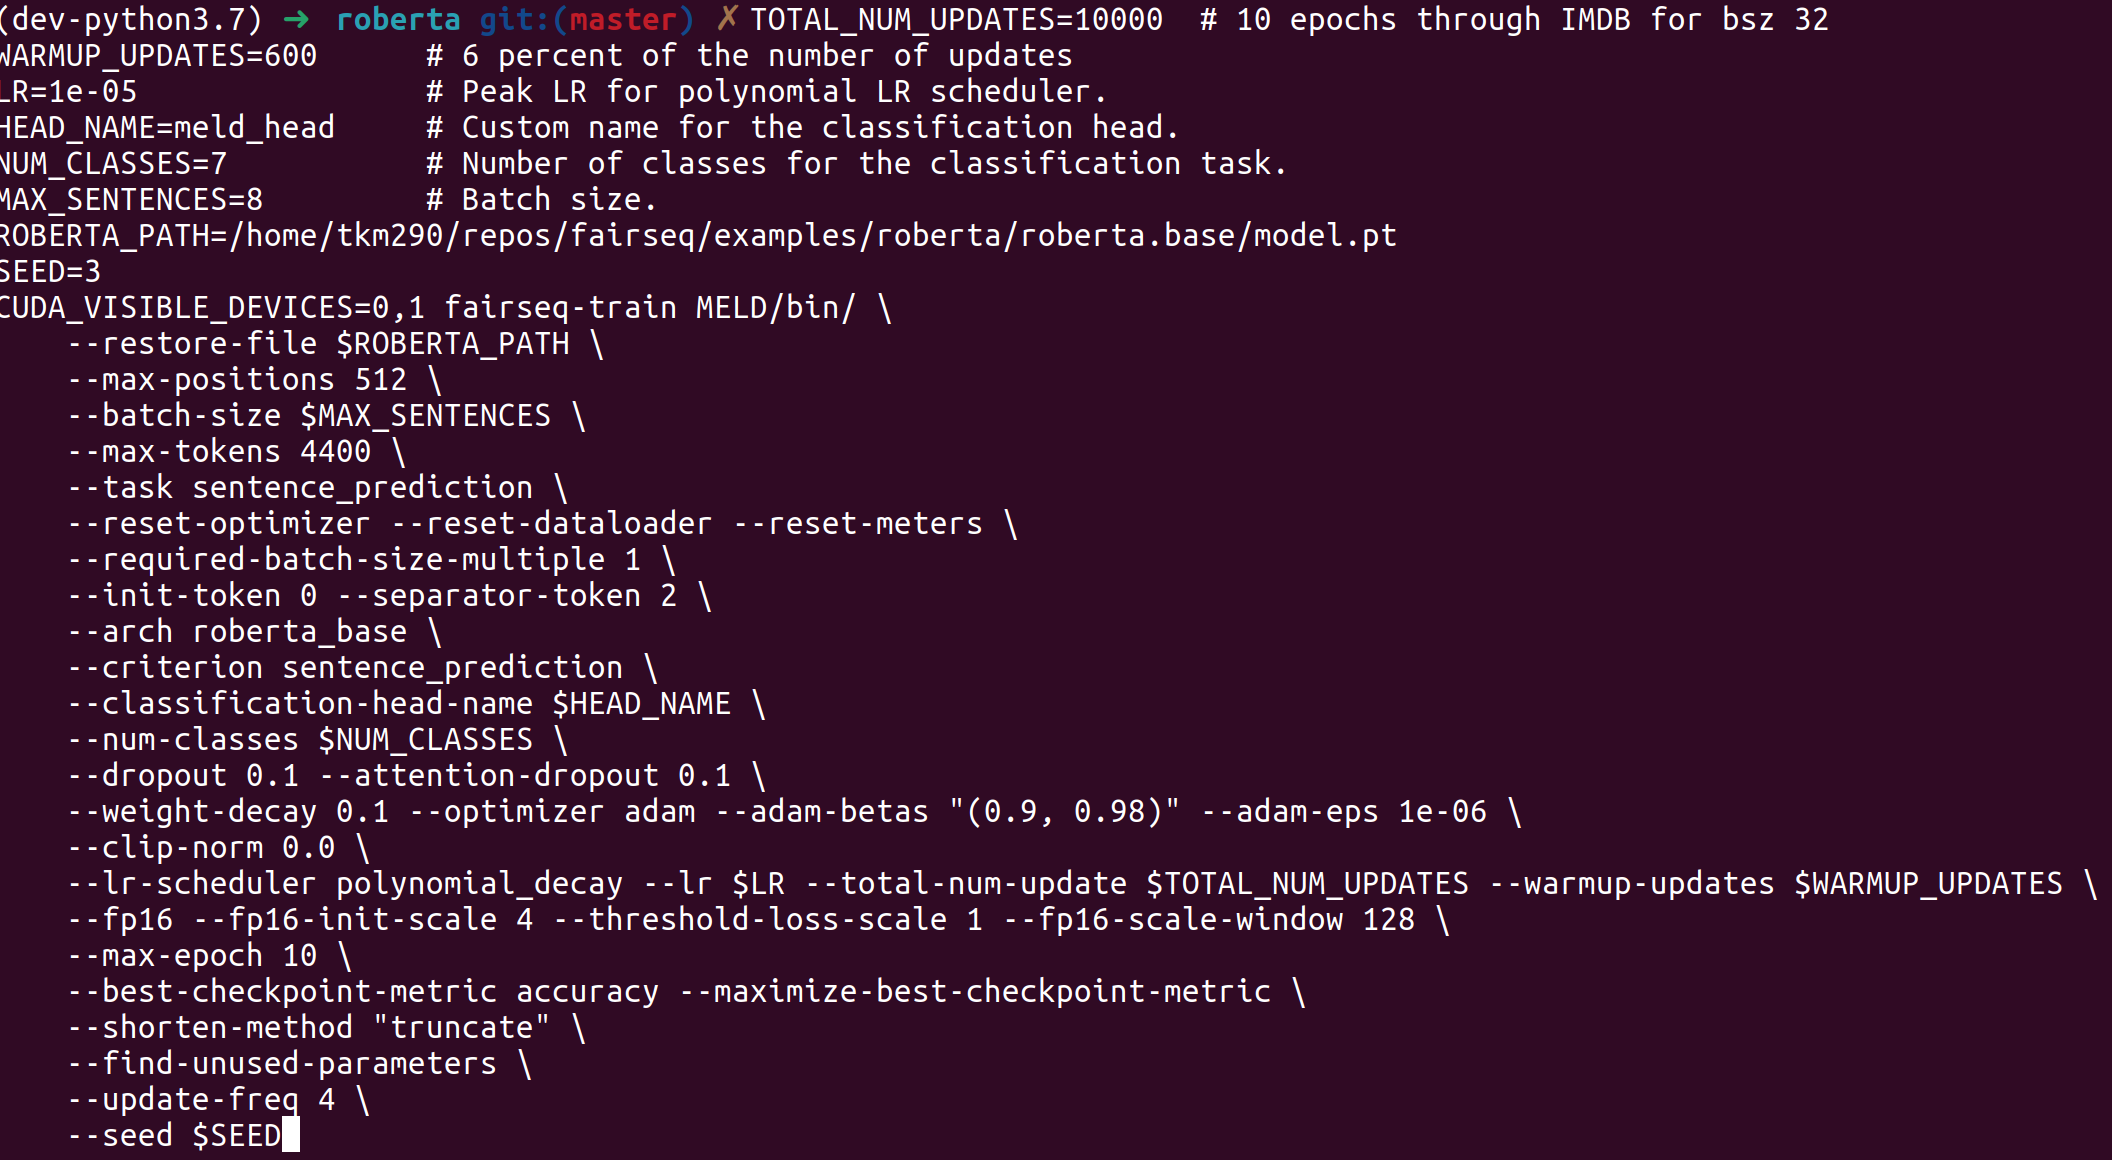 (dev-python3.7) ➜  roberta git:(master) ✗ TOTAL_NUM_UPDATES=10000  # 10 epochs through IMDB for bsz 32
WARMUP_UPDATES=600      # 6 percent of the number of updates
LR=1e-05                # Peak LR for polynomial LR scheduler.
HEAD_NAME=meld_head     # Custom name for the classification head.
NUM_CLASSES=7           # Number of classes for the classification task.
MAX_SENTENCES=8         # Batch size.
ROBERTA_PATH=/home/tkm290/repos/fairseq/examples/roberta/roberta.base/model.pt
SEED=3
CUDA_VISIBLE_DEVICES=0,1 fairseq-train MELD/bin/ \
    --restore-file $ROBERTA_PATH \
    --max-positions 512 \
    --batch-size $MAX_SENTENCES \
    --max-tokens 4400 \
    --task sentence_prediction \
    --reset-optimizer --reset-dataloader --reset-meters \
    --required-batch-size-multiple 1 \
    --init-token 0 --separator-token 2 \
    --arch roberta_base \
    --criterion sentence_prediction \
    --classification-head-name $HEAD_NAME \
    --num-classes $NUM_CLASSES \
    --dropout 0.1 --attention-dropout 0.1 \
    --weight-decay 0.1 --optimizer adam --adam-betas "(0.9, 0.98)" --adam-eps 1e-06 \
    --clip-norm 0.0 \
    --lr-scheduler polynomial_decay --lr $LR --total-num-update $TOTAL_NUM_UPDATES --warmup-updates $WARMUP_UPDATES \
    --fp16 --fp16-init-scale 4 --threshold-loss-scale 1 --fp16-scale-window 128 \
    --max-epoch 10 \
    --best-checkpoint-metric accuracy --maximize-best-checkpoint-metric \
    --shorten-method "truncate" \
    --find-unused-parameters \
    --update-freq 4 \
    --seed $SEED